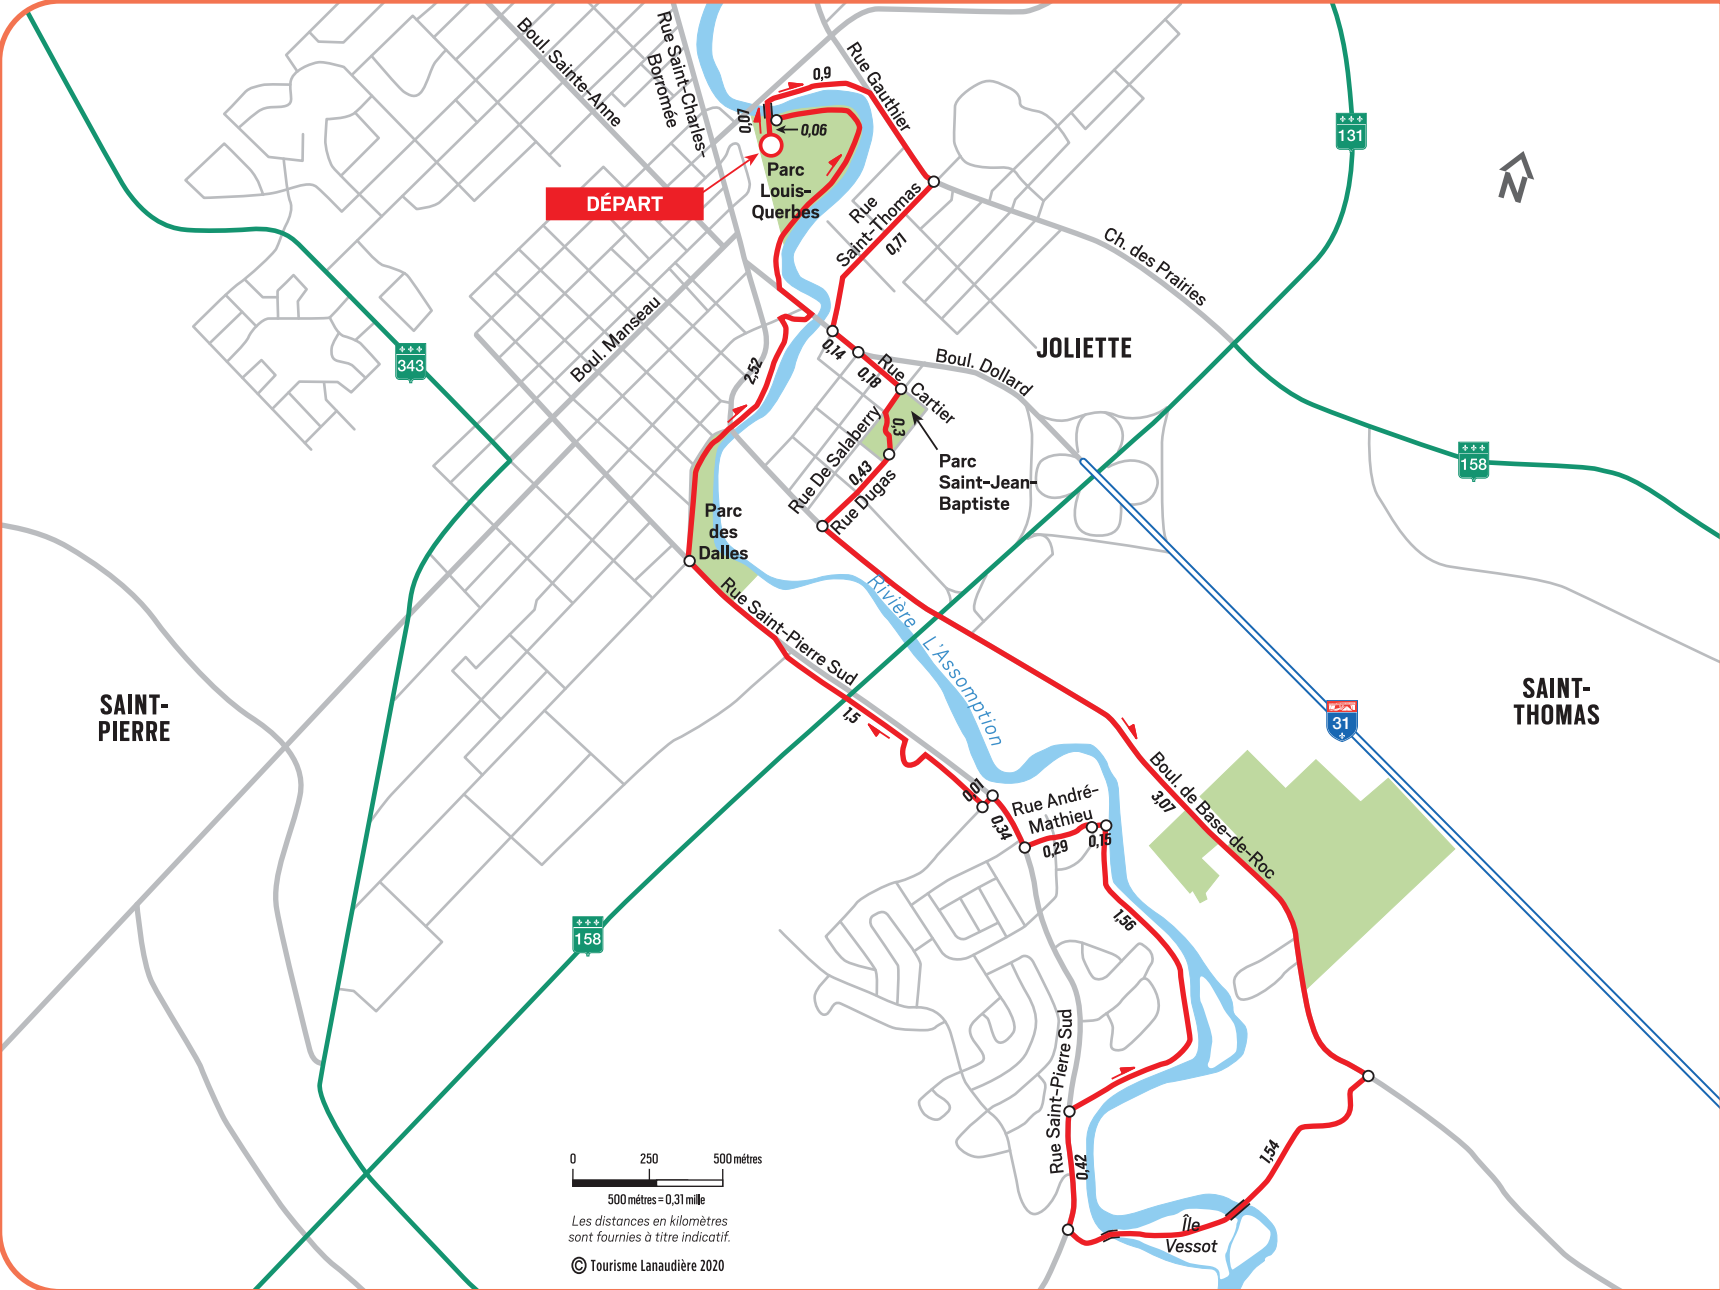 Boul. Sainte-Anne
Rue Saint-Charles-
Borromée
Rue Gauthier
0,9
0,07
0,06
DÉPART
Parc
Louis-
Querbes
Rue
Saint-Thomas
0,71
131
N
Ch. des Prairies
343
Boul. Manseau
2,52
0,14
0,18
Rue Cartier
Boul. Dollard
JOLIETTE
Rue De Salaberry
0,3
0,43
Rue Dugas
Parc
Saint-Jean-
Baptiste
158
Parc
des
Dalles
Rue Saint-Pierre Sud
Rivière L'Assomption
1,5
SAINT-
PIERRE
SAINT-
THOMAS
31
Boul. de Base-de-Roc
3,07
0,34
Rue André-
Mathieu
0,29
0,15
1,56
158
Rue Saint-Pierre Sud
0,42
1,54
Île
Vessot
0 250 500 mètres
500 mètres = 0,31 mille
Les distances en kilomètres
sont fournies à titre indicatif.
© Tourisme Lanaudière 2020